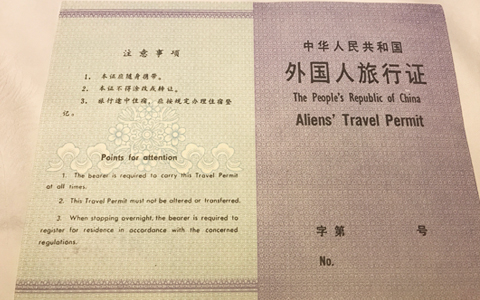 注意事项
1、本证应随身携带。
2、本证不得涂改或转让。
3、旅行途中住宿，应按规定办理住宿登
记。
Points for attention
1. The bearer is required to carry this Travel Permit
at all times.
2. This Travel Permit must not be altered or transferred.
3. When stopping overnight, the bearer is required to
register for residence in accordance with the concerned
regulations.
中华人民共和国
外国人旅行证
The People's Republic of China
Aliens' Travel Permit
字第 号
No.